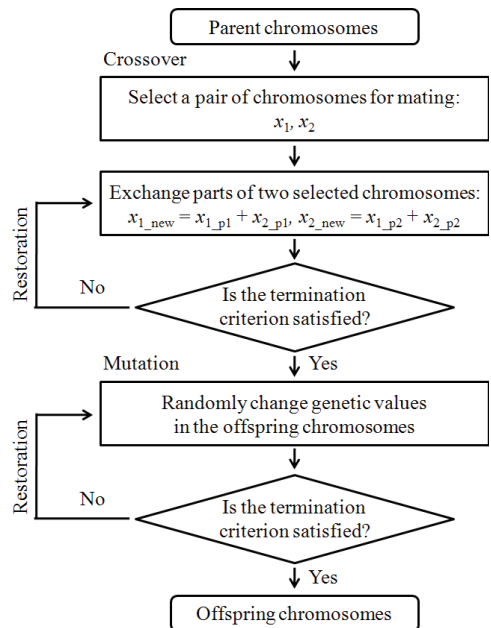 Parent chromosomes
Crossover
Select a pair of chromosomes for mating:
x1, x2
Exchange parts of two selected chromosomes:
x1_new = x1_p1 + x2_p1, x2_new = x1_p2 + x2_p2
Restoration
No
Is the termination
criterion satisfied?
Mutation
Yes
Randomly change genetic values
in the offspring chromosomes
Restoration
No
Is the termination
criterion satisfied?
Yes
Offspring chromosomes